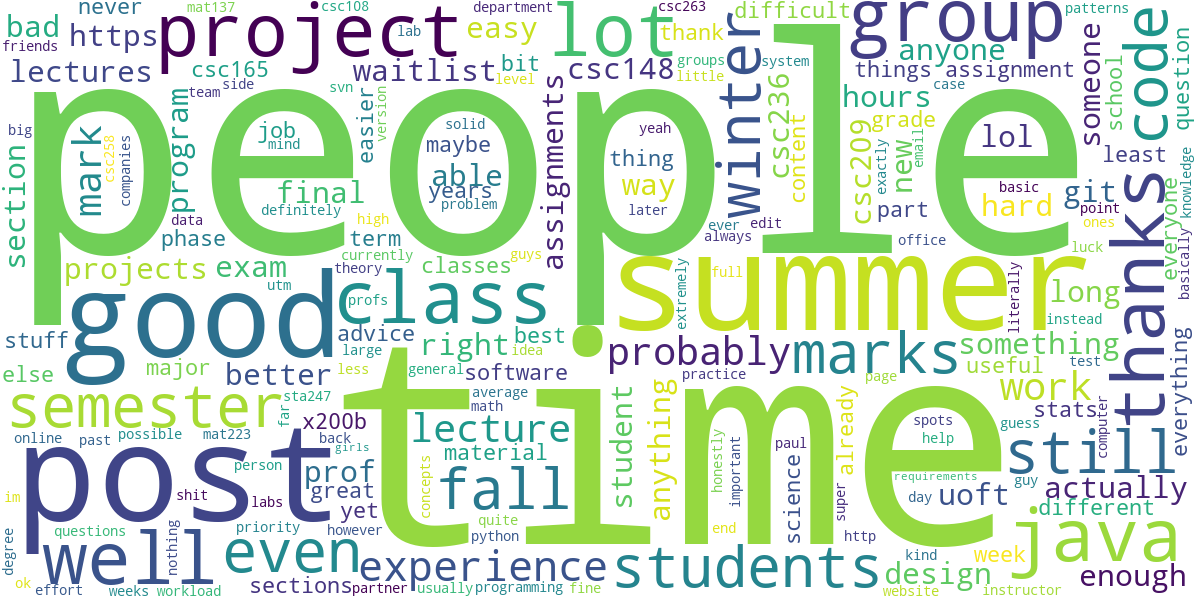 never
mat137
csc108
department
csc263
patterns
bad
https
project
lab
easy
lot
thank
difficult
group
anyone
someone
code
question
friends
lectures
csc165
side
team
svn
waitlist
bit
level
csc148
groups
little
winter
system
things
assignment
school
case
hours
grade
big
people
mark
csc258
companies
program
job
mind
easier
version
solid
maybe
able
years
problem
assignments
yeah
thing
way
later
csc236
content
csc209
exactly
new
email
lol
least
basic
git
hard
point
ones
knowledge
everyone
basically
section
data
final
definitely
high
phase
term
currently
ever
edit
always
part
office
luck
thanks
projects
exam
utm
theory
classes
guys
good
class
profs
extremely
summer
full
literally
long
instead
stuff
advice
large
right
best
idea
probably
marks
something
test
else
major
better
less
general
software
practice
page
useful
everything
semester
far
sta247
x200b
average
math
time
work
stats
computer
online
past
possible
mat223
back
girls
lecture
material
student
anything
already
spots
help
guess
still
post
person
prof
great
fall
concepts
honestly
important
paul
science
super
requirements
guy
actually
im
shit
labs
yet
day
uoft
different
questions
nothing
priority
however
quite
python
end
http
java
degree
well
even
experience
students
kind
week
design
enough
ok
effort
weeks
workload
sections
partner
usually
programming
fine
website
instructor